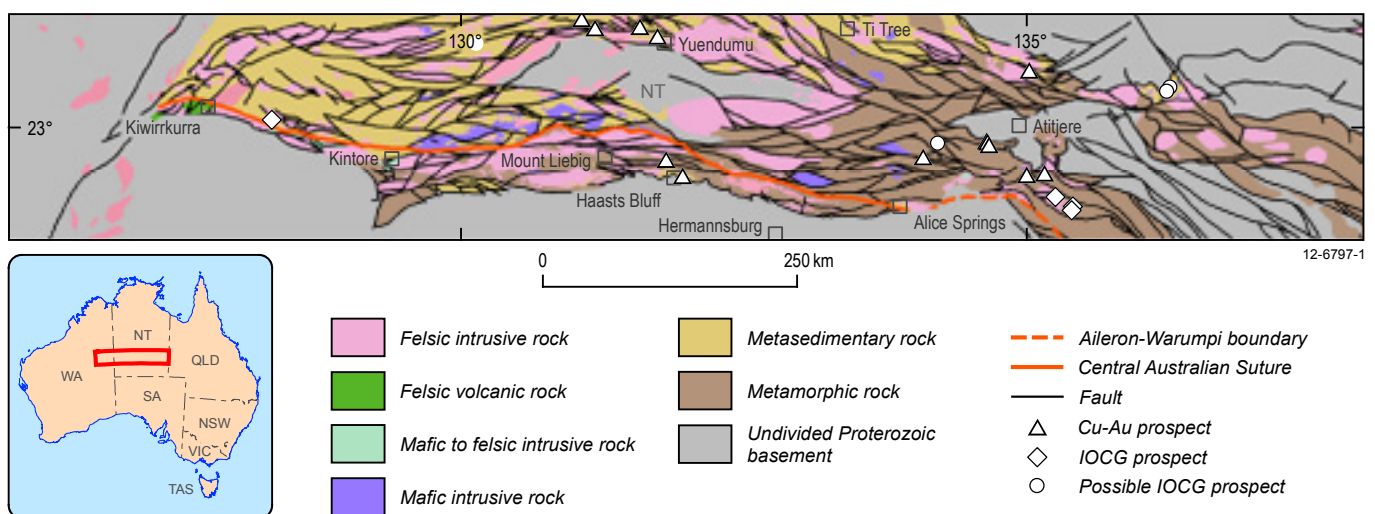 130°
135°
Yuendumu
Ti Tree
NT
23°
Kiwirrkurra
Atitjere
Kintore
Mount Liebig
Haasts Bluff
Hermannsburg
Alice Springs
12-6797-1
0
250 km
NT
WA
QLD
SA
NSW
VIC
TAS
Felsic intrusive rock
Felsic volcanic rock
Mafic to felsic intrusive rock
Mafic intrusive rock
Metasedimentary rock
Metamorphic rock
Undivided Proterozoic
basement
Aileron-Warumpi boundary
Central Australian Suture
Fault
Cu-Au prospect
IOCG prospect
Possible IOCG prospect